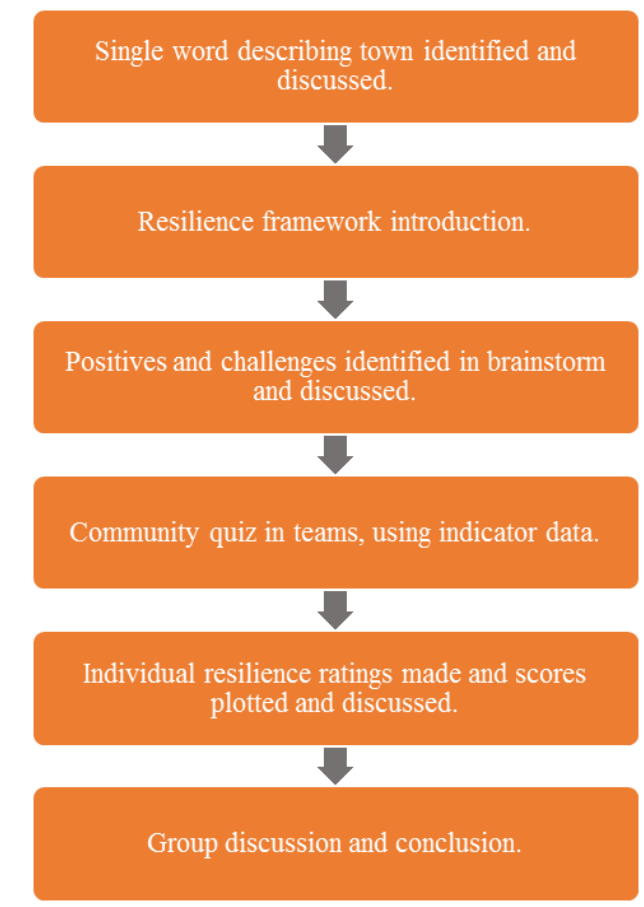 Single word describing town identified and
discussed.
Resilience framework introduction.
Positives and challenges identified in brainstorm
and discussed.
Community quiz in teams, using indicator data.
Individual resilience ratings made and scores
plotted and discussed.
Group discussion and conclusion.